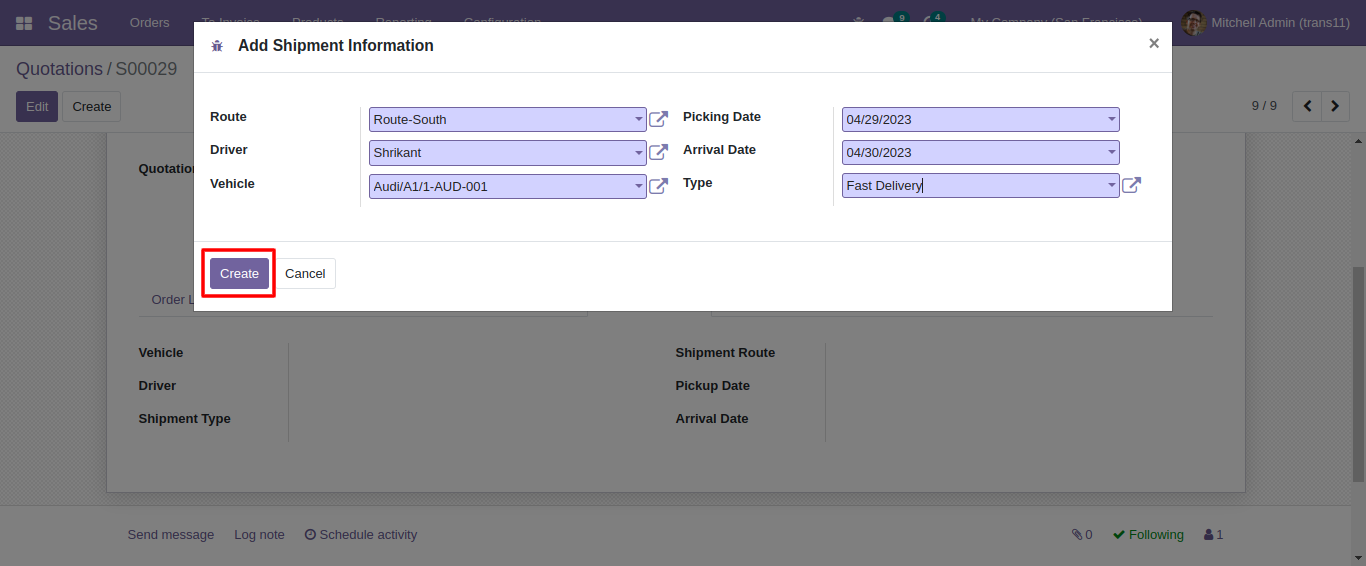 Sales Orders To Invoice Products Reporting Configuration 9 4 My Company (San Francisco) Mitchell Admin (trans11)
Add Shipment Information ×
Quotations / S00029
Edit Create 9 / 9
Route Route-South Picking Date 04/29/2023
Driver Shrikant Arrival Date 04/30/2023
Vehicle Audi/A1/1-AUD-001 Type Fast Delivery
Quotation
Create Cancel
Order L
Vehicle Shipment Route
Driver Pickup Date
Shipment Type Arrival Date
Send message Log note Schedule activity 0 Following 1